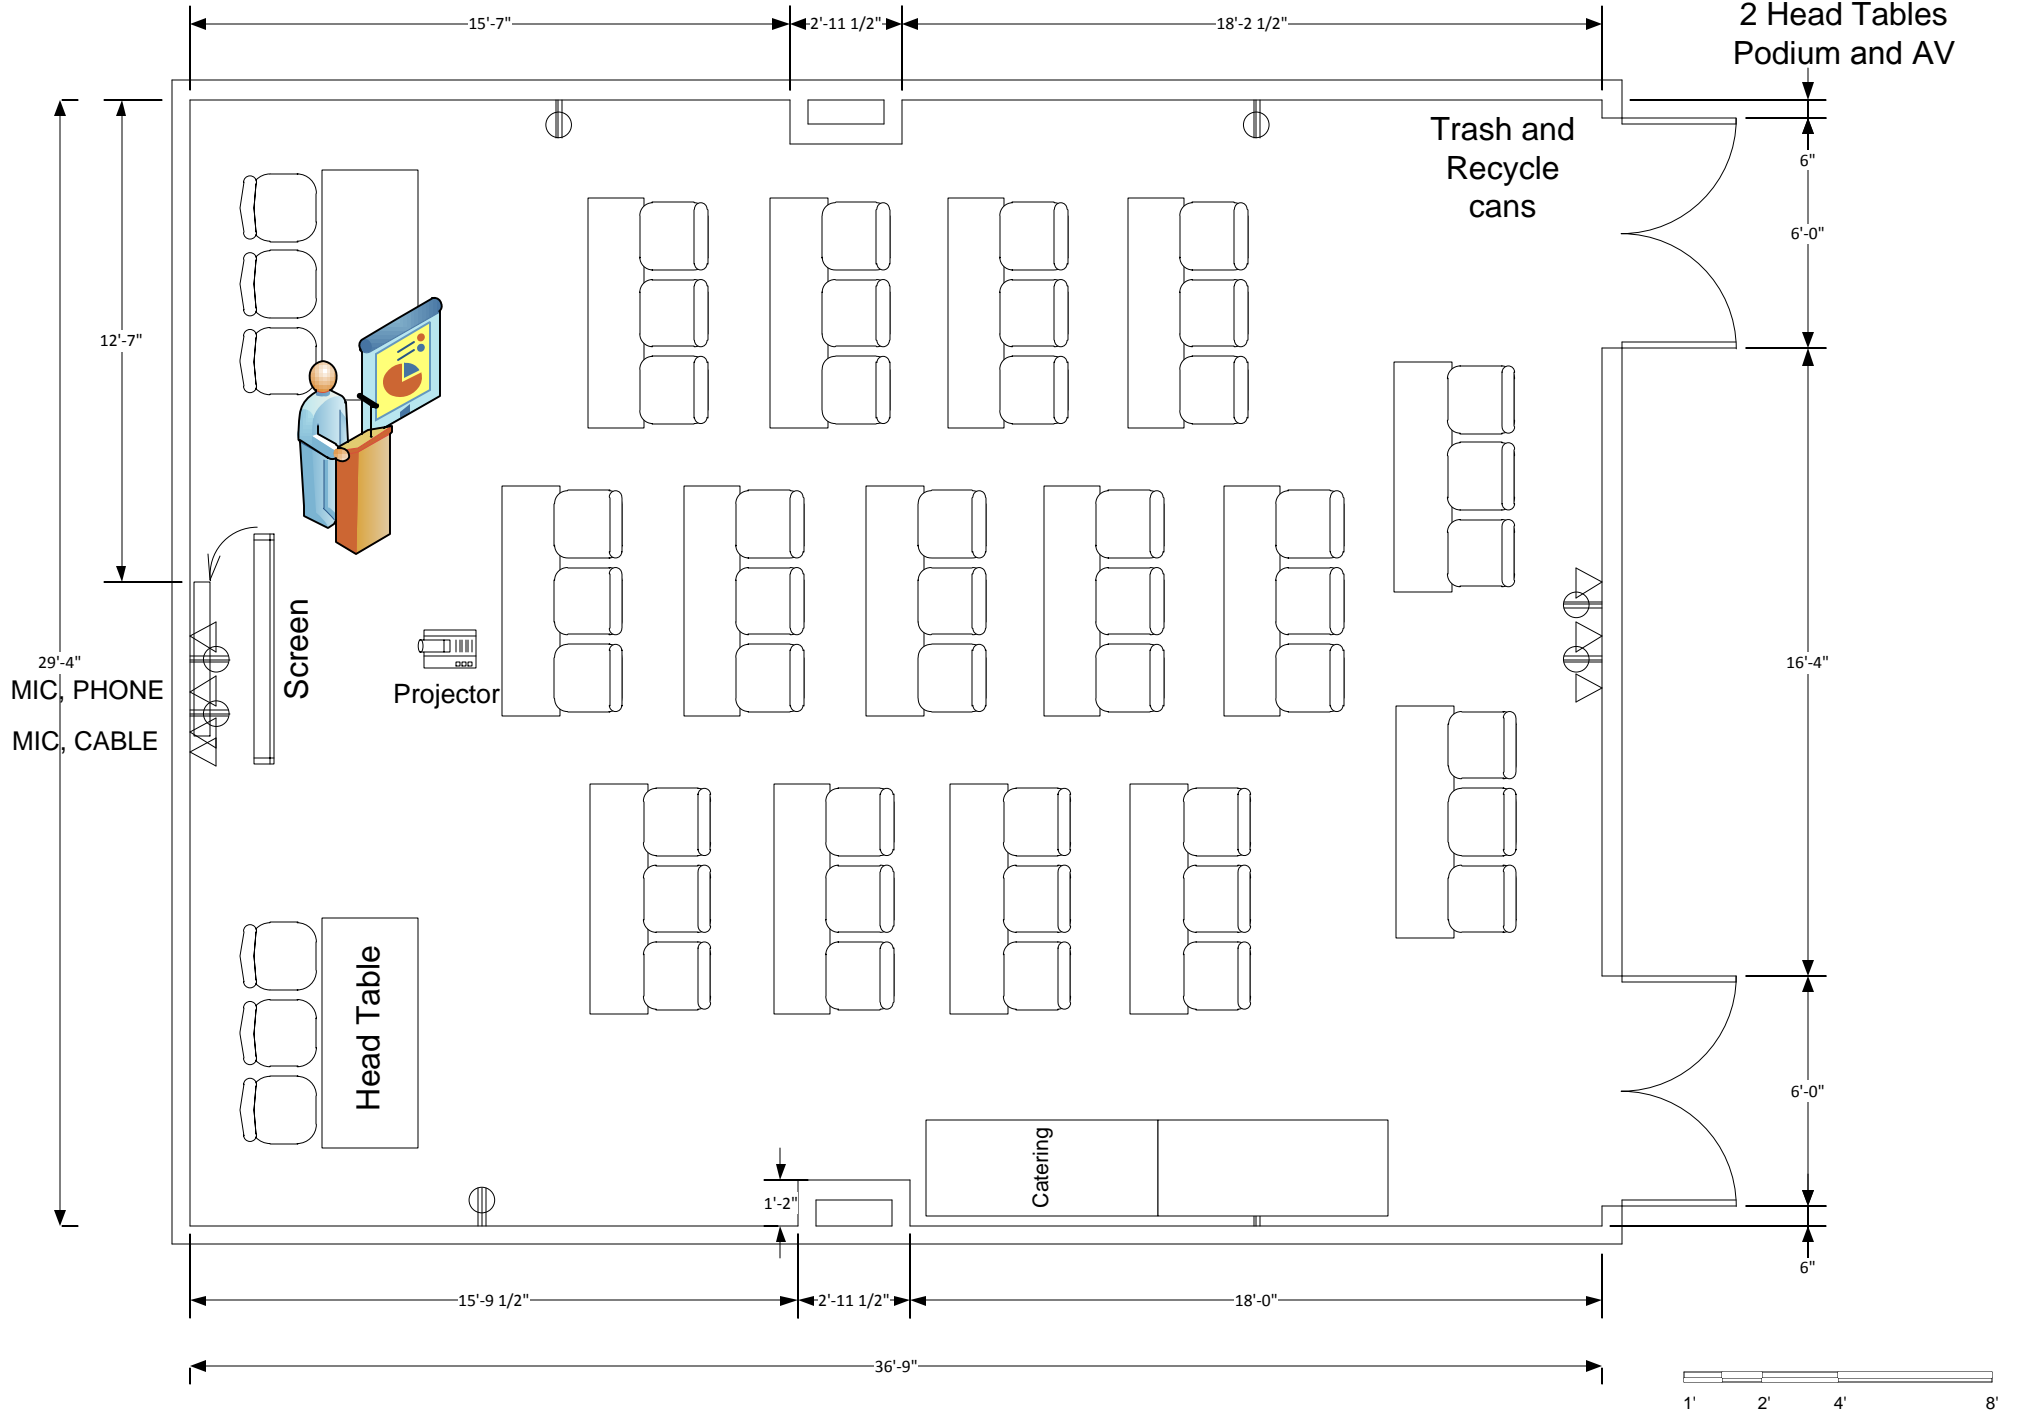 2 Head Tables
Podium and AV
15'-7"
2'-11 1/2"
18'-2 1/2"
Trash and
Recycle
cans
6"
6'-0"
12'-7"
29'-4"
MIC, PHONE
MIC, CABLE
Screen
Projector
16'-4"
Head Table
Catering
6'-0"
1'-2"
6"
15'-9 1/2"
2'-11 1/2"
18'-0"
36'-9"
1' 2' 4' 8'